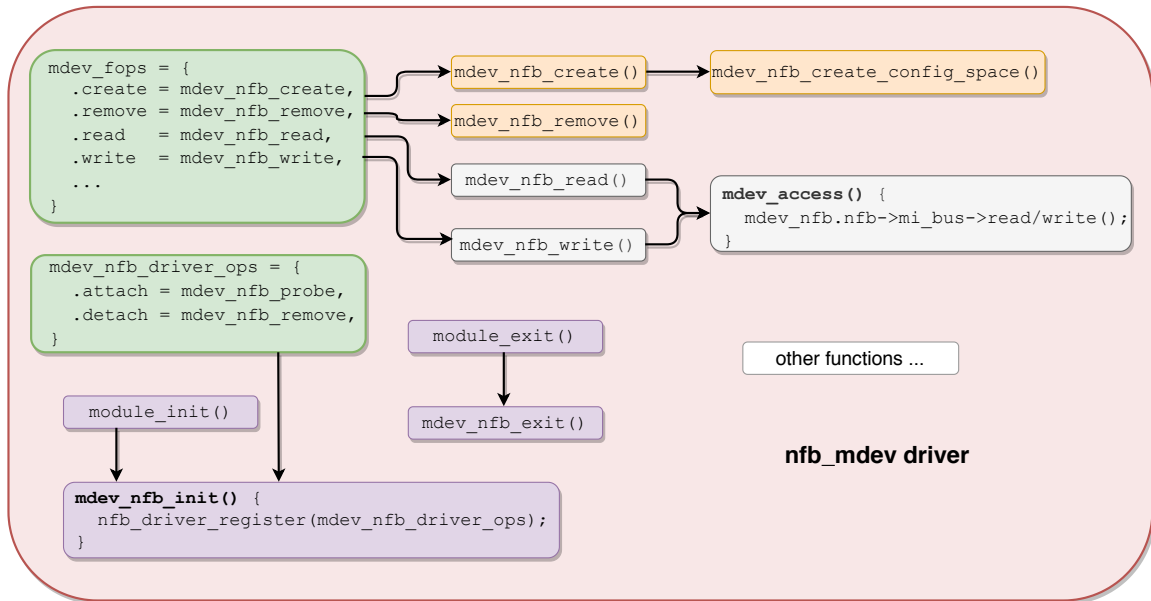 mdev_fops = {
  .create = mdev_nfb_create,
  .remove = mdev_nfb_remove,
  .read   = mdev_nfb_read,
  .write  = mdev_nfb_write,
  ...
}
mdev_nfb_create()
mdev_nfb_create_config_space()
mdev_nfb_remove()
mdev_nfb_read()
mdev_nfb_write()
mdev_access() {
  mdev_nfb.nfb->mi_bus->read/write();
}
mdev_nfb_driver_ops = {
  .attach = mdev_nfb_probe,
  .detach = mdev_nfb_remove,
}
module_exit()
other functions ...
module_init()
mdev_nfb_exit()
nfb_mdev driver
mdev_nfb_init() {
  nfb_driver_register(mdev_nfb_driver_ops);
}